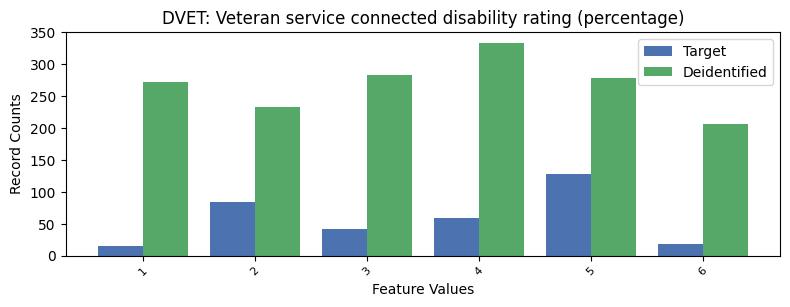 DVET: Veteran service connected disability rating (percentage)
350
300
250
200
150
100
50
0
Record Counts
Target
Deidentified
1
2
3
4
5
6
Feature Values